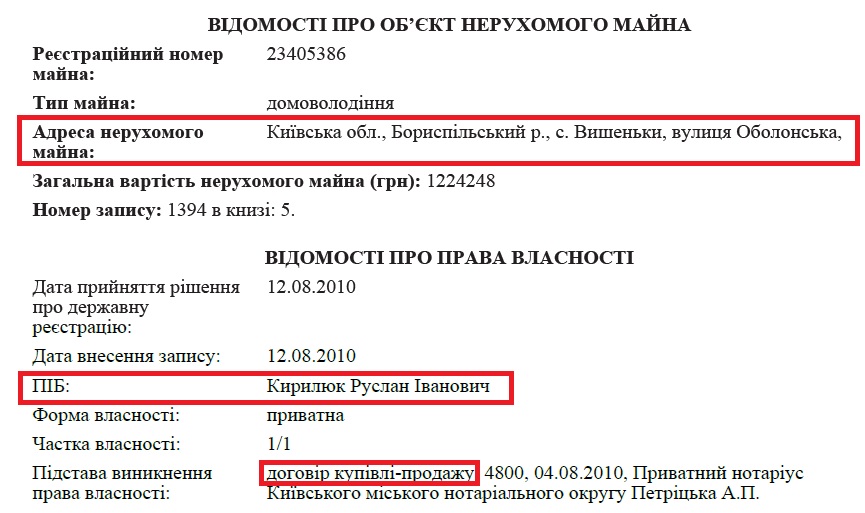 ВІДОМОСТІ ПРО ОБ’ЄКТ НЕРУХОМОГО МАЙНА
Реєстраційний номер майна: 23405386
Тип майна: домоволодіння
Адреса нерухомого майна: Київська обл., Бориспільський р., с. Вишеньки, вулиця Оболонська,
Загальна вартість нерухомого майна (грн): 1224248
Номер запису: 1394 в книзі: 5.
ВІДОМОСТІ ПРО ПРАВА ВЛАСНОСТІ
Дата прийняття рішення про державну реєстрацію: 12.08.2010
Дата внесення запису: 12.08.2010
ПІБ: Кирилюк Руслан Іванович
Форма власності: приватна
Частка власності: 1/1
Підстава виникнення права власності: договір купівлі-продажу, 4800, 04.08.2010, Приватний нотаріус
Київського міського нотаріального округу Петріцька А.П.